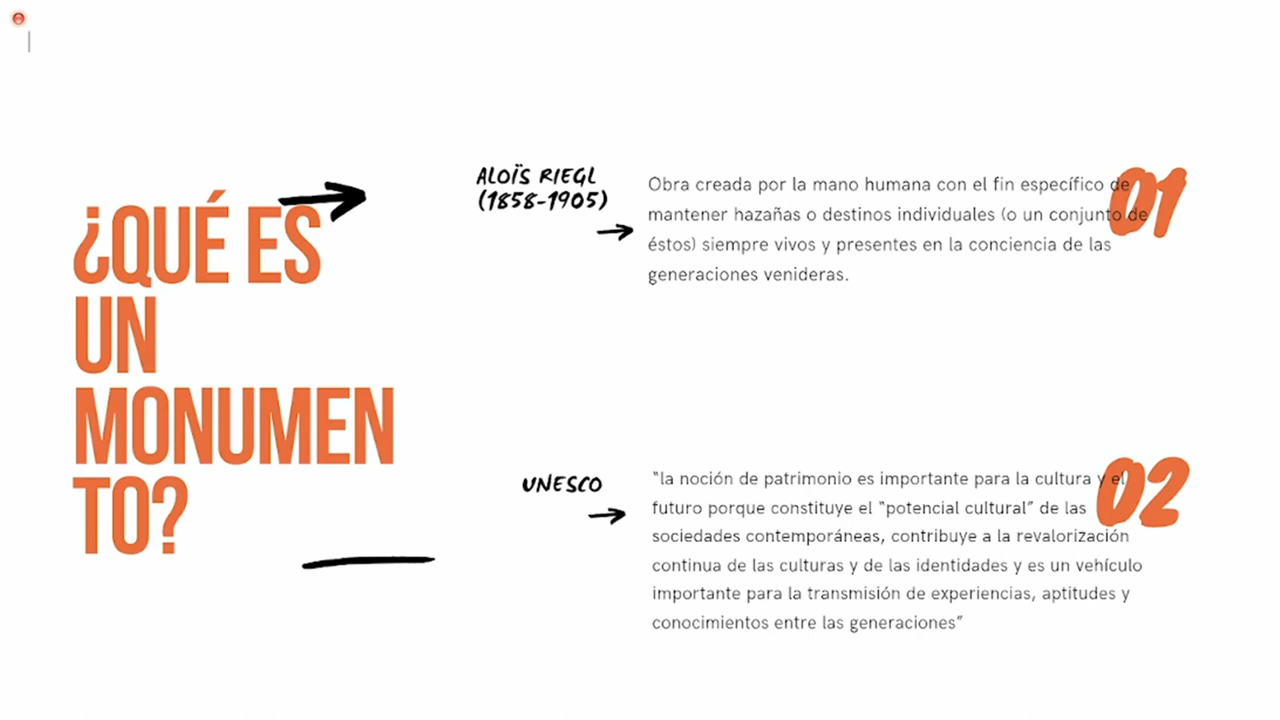 ¿QUÉ ES
UN
MONUMEN
TO?
ALOÏS RIEGL
(1858-1905)
Obra creada por la mano humana con el fin específico de
mantener hazañas o destinos individuales (o un conjunto de
éstos) siempre vivos y presentes en la conciencia de las
generaciones venideras.
01
UNESCO
“la noción de patrimonio es importante para la cultura y el
futuro porque constituye el “potencial cultural” de las
sociedades contemporáneas, contribuye a la revalorización
continua de las culturas y de las identidades y es un vehículo
importante para la transmisión de experiencias, aptitudes y
conocimientos entre las generaciones”
02